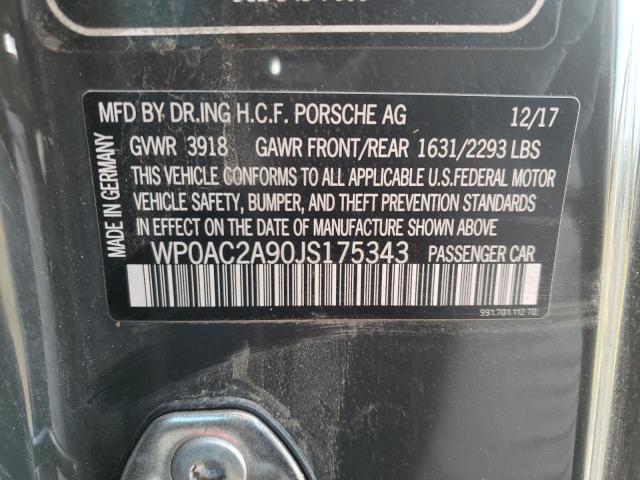 MFD BY DR.ING H.C.F. PORSCHE AG 12/17
GVWR 3918 GAWR FRONT/REAR 1631/2293 LBS
THIS VEHICLE CONFORMS TO ALL APPLICABLE U.S.FEDERAL MOTOR
VEHICLE SAFETY, BUMPER, AND THEFT PREVENTION STANDARDS
IN EFFECT ON THE DATE OF MANUFACTURE SHOWN ABOVE
WP0AC2A90JS175343 PASSENGER CAR
991.701.112.70
MADE IN GERMANY